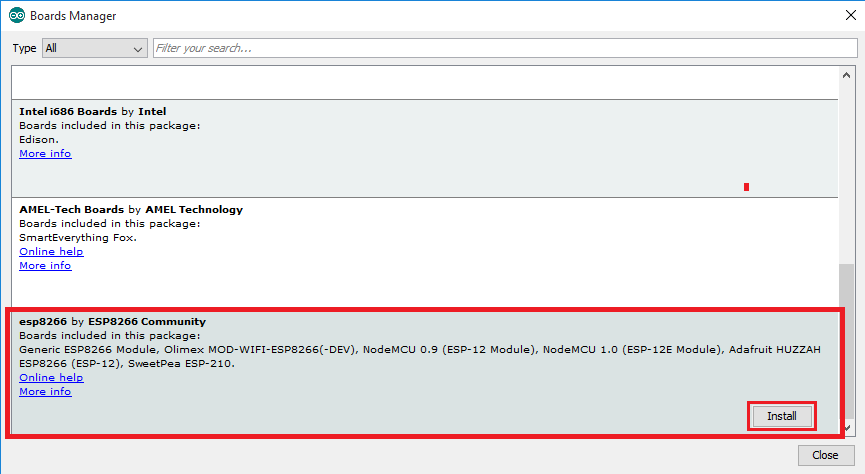 Boards Manager
Type All Filter your search...
Intel i686 Boards by Intel
Boards included in this package:
Edison.
More info
AMEL-Tech Boards by AMEL Technology
Boards included in this package:
SmartEverything Fox.
Online help
More info
esp8266 by ESP8266 Community
Boards included in this package:
Generic ESP8266 Module, Olimex MOD-WIFI-ESP8266(-DEV), NodeMCU 0.9 (ESP-12 Module), NodeMCU 1.0 (ESP-12E Module), Adafruit HUZZAH
ESP8266 (ESP-12), SweetPea ESP-210.
Online help
More info
Install
Close